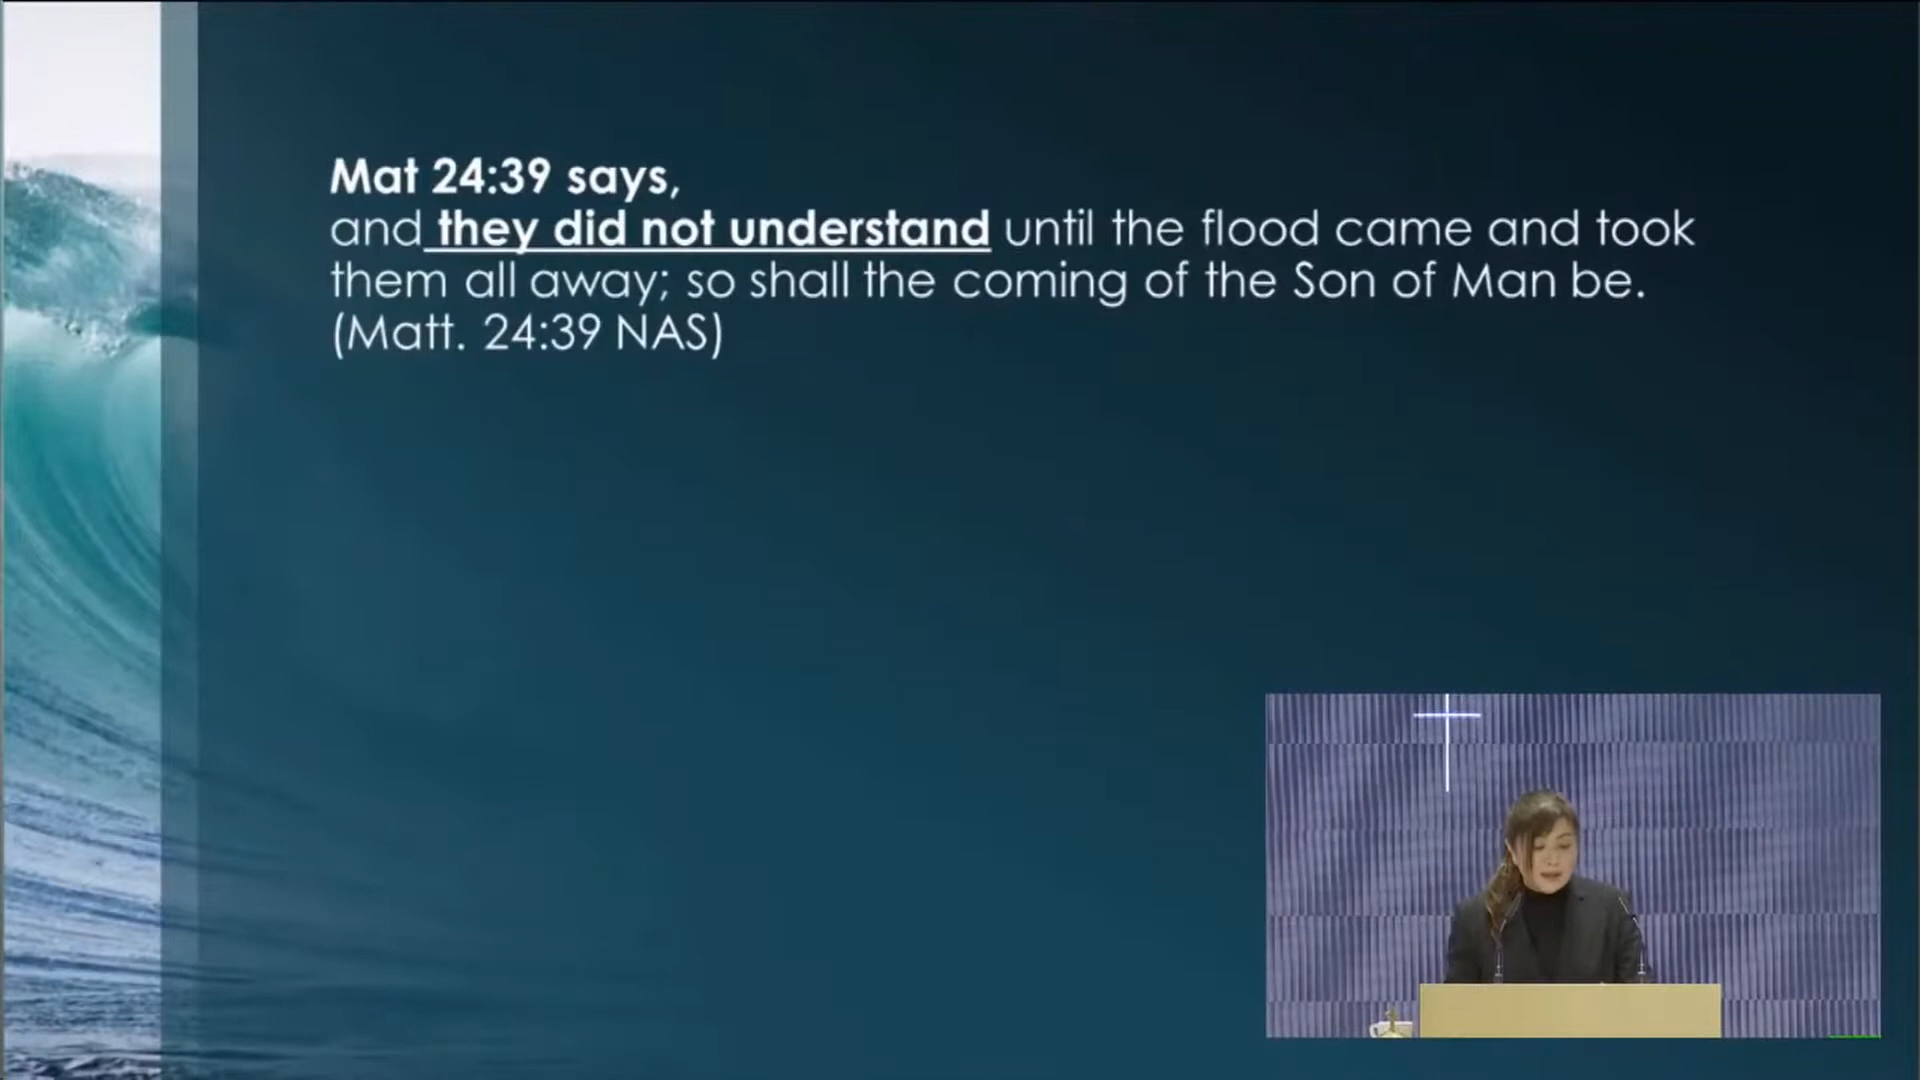 Mat 24:39 says,
and they did not understand until the flood came and took
them all away; so shall the coming of the Son of Man be.
(Matt. 24:39 NAS)